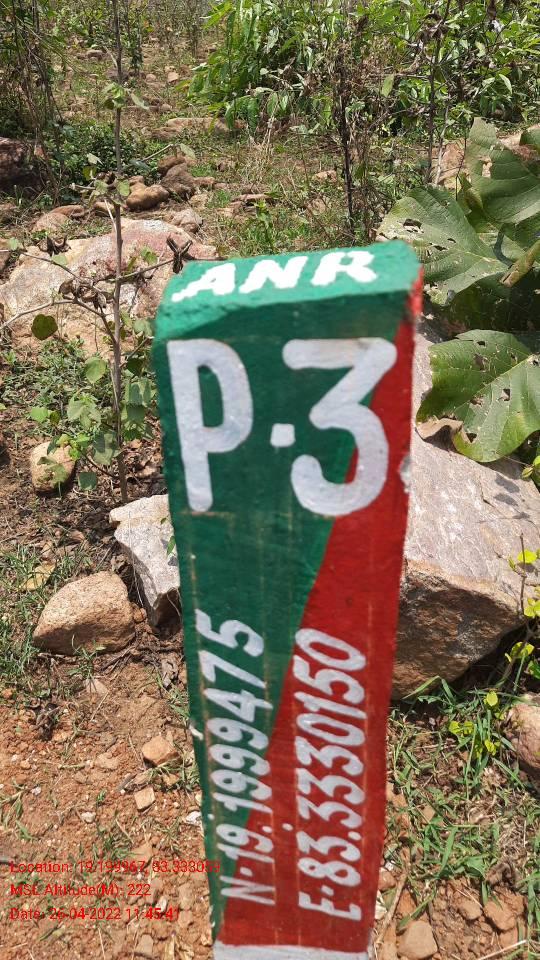 ANR
P.3
N-19.1999475
E-83.3330150
Location: 19.199967, 83.333053
MSL Altitude(M): 222
Date: 26-04-2022 11:45:41